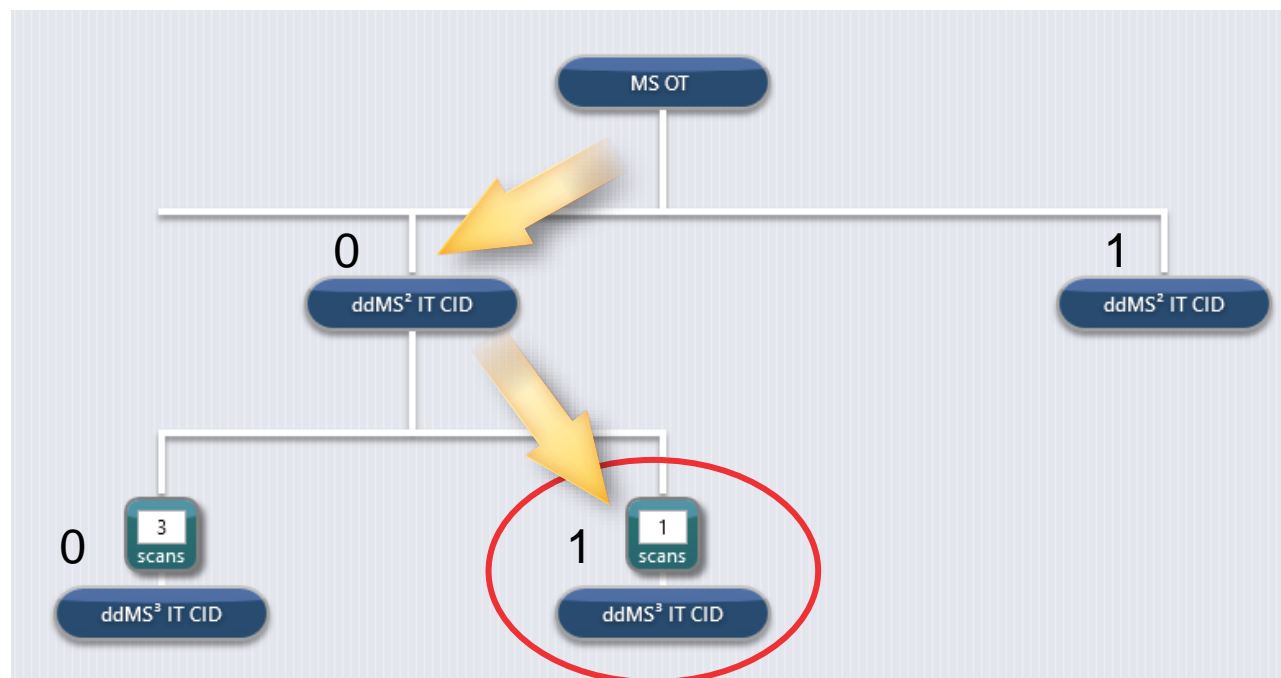 MS OT
0
1
ddMS² IT CID
ddMS² IT CID
0
3
scans
1
1
scans
ddMS³ IT CID
ddMS³ IT CID